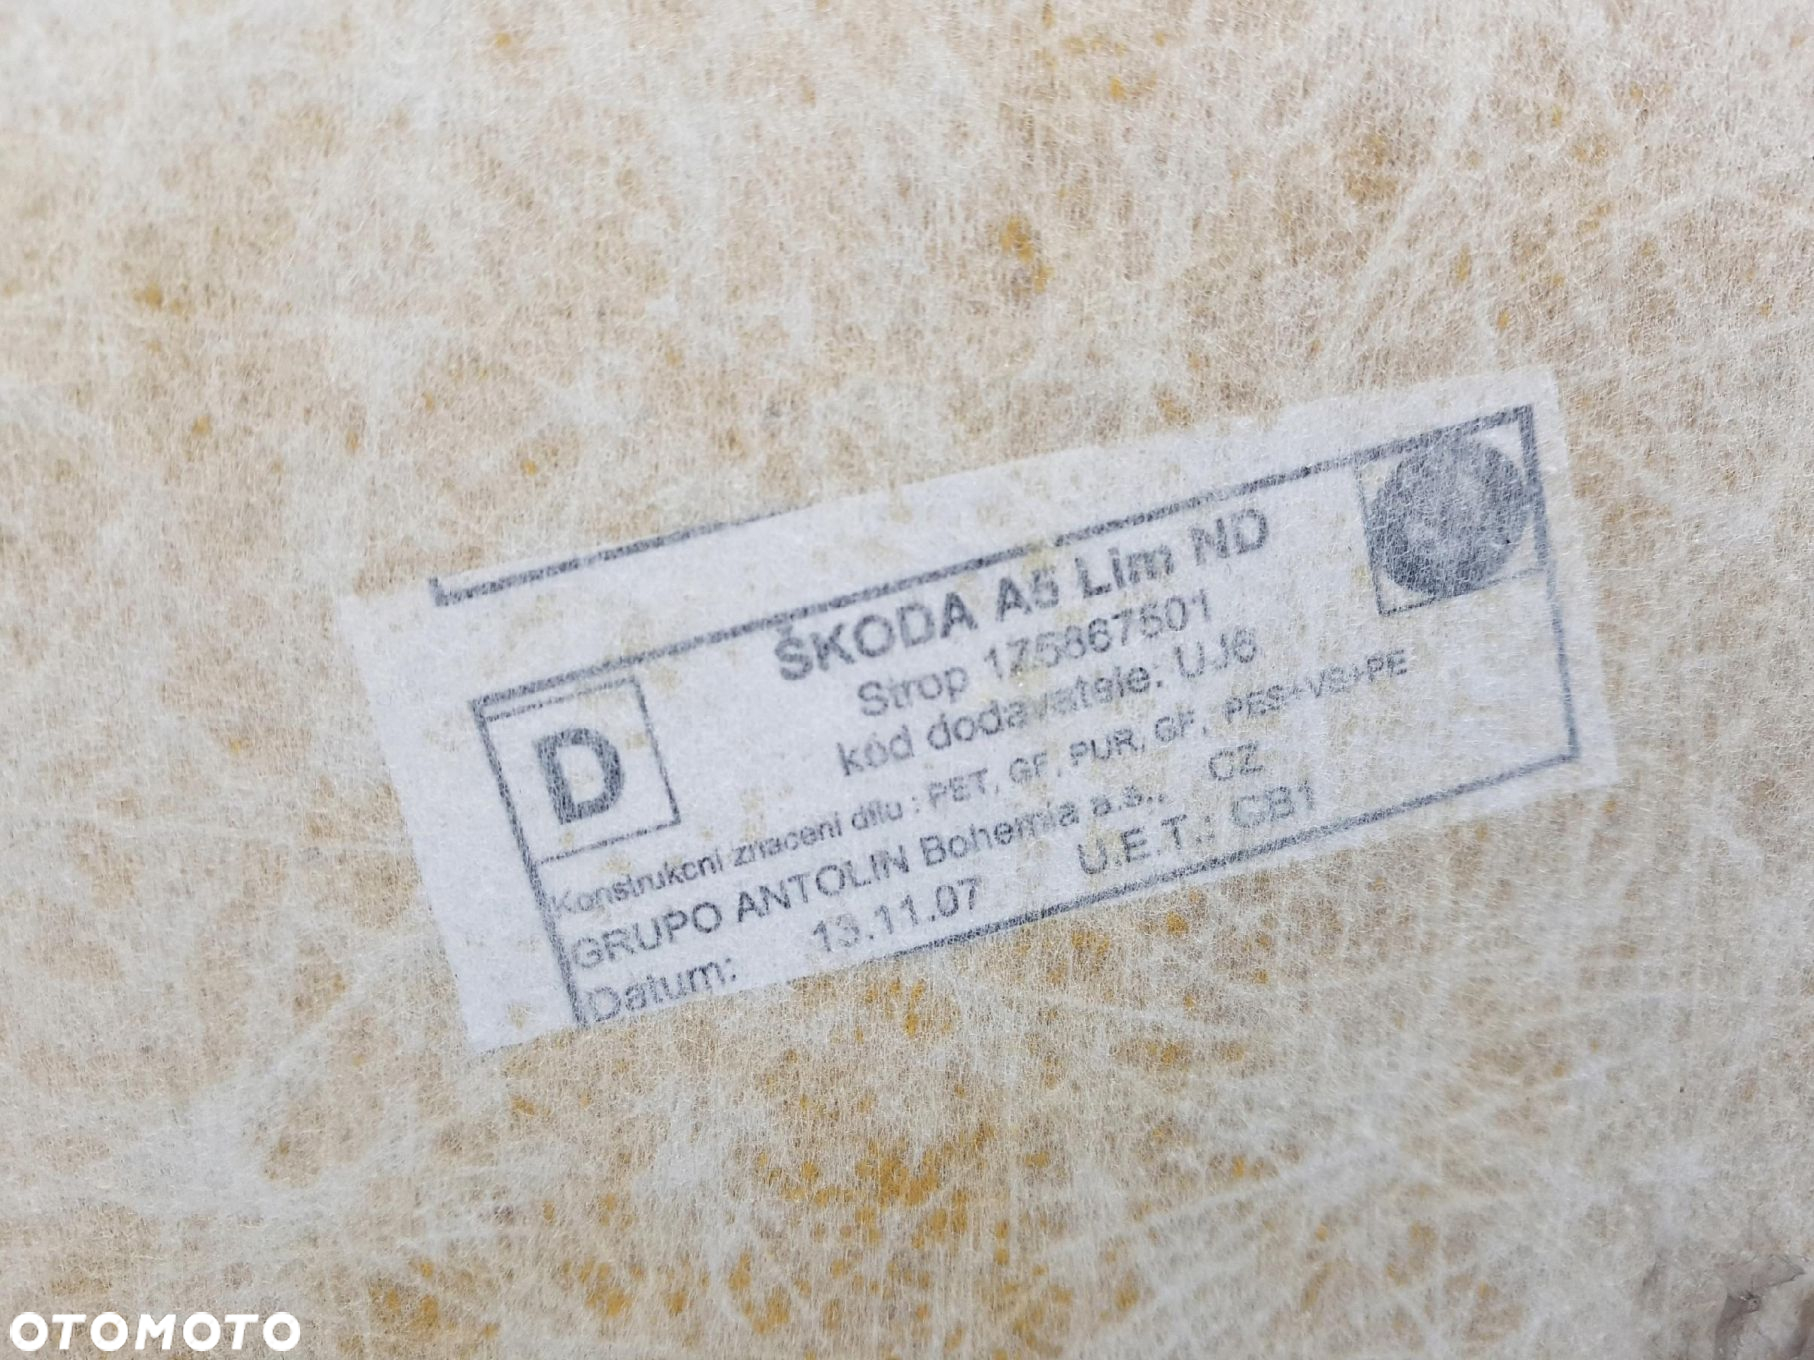 ŠKODA A5 Lim ND
Strop 1Z5867501
kód dodavatele: UJ6
D
Konstrukcni znaceni dilu : PET, GF, PUR, GF, PES+VS+PE
GRUPO ANTOLIN Bohemia a.s., CZ
Datum: 13.11.07 U.E.T.: CB1
OTOMOTO